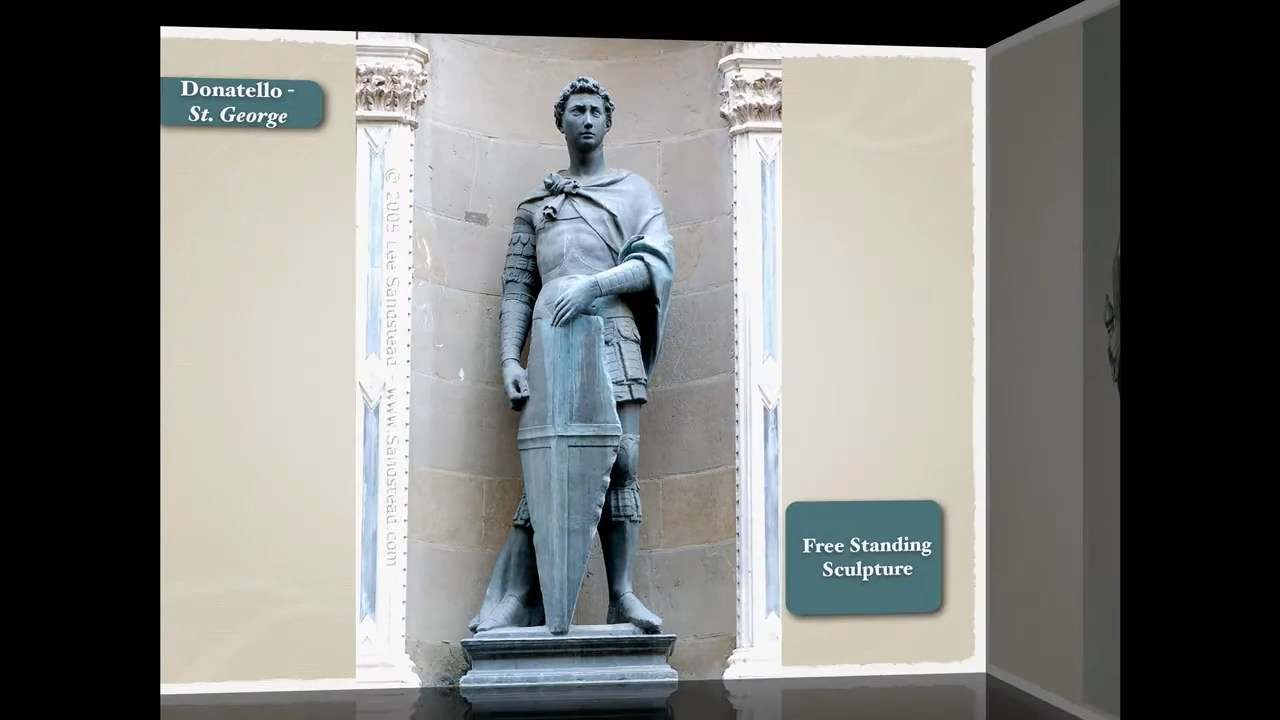 Donatello -
St. George
© 2005 Lee Sandstead - www.Sandstead.com
Free Standing
Sculpture